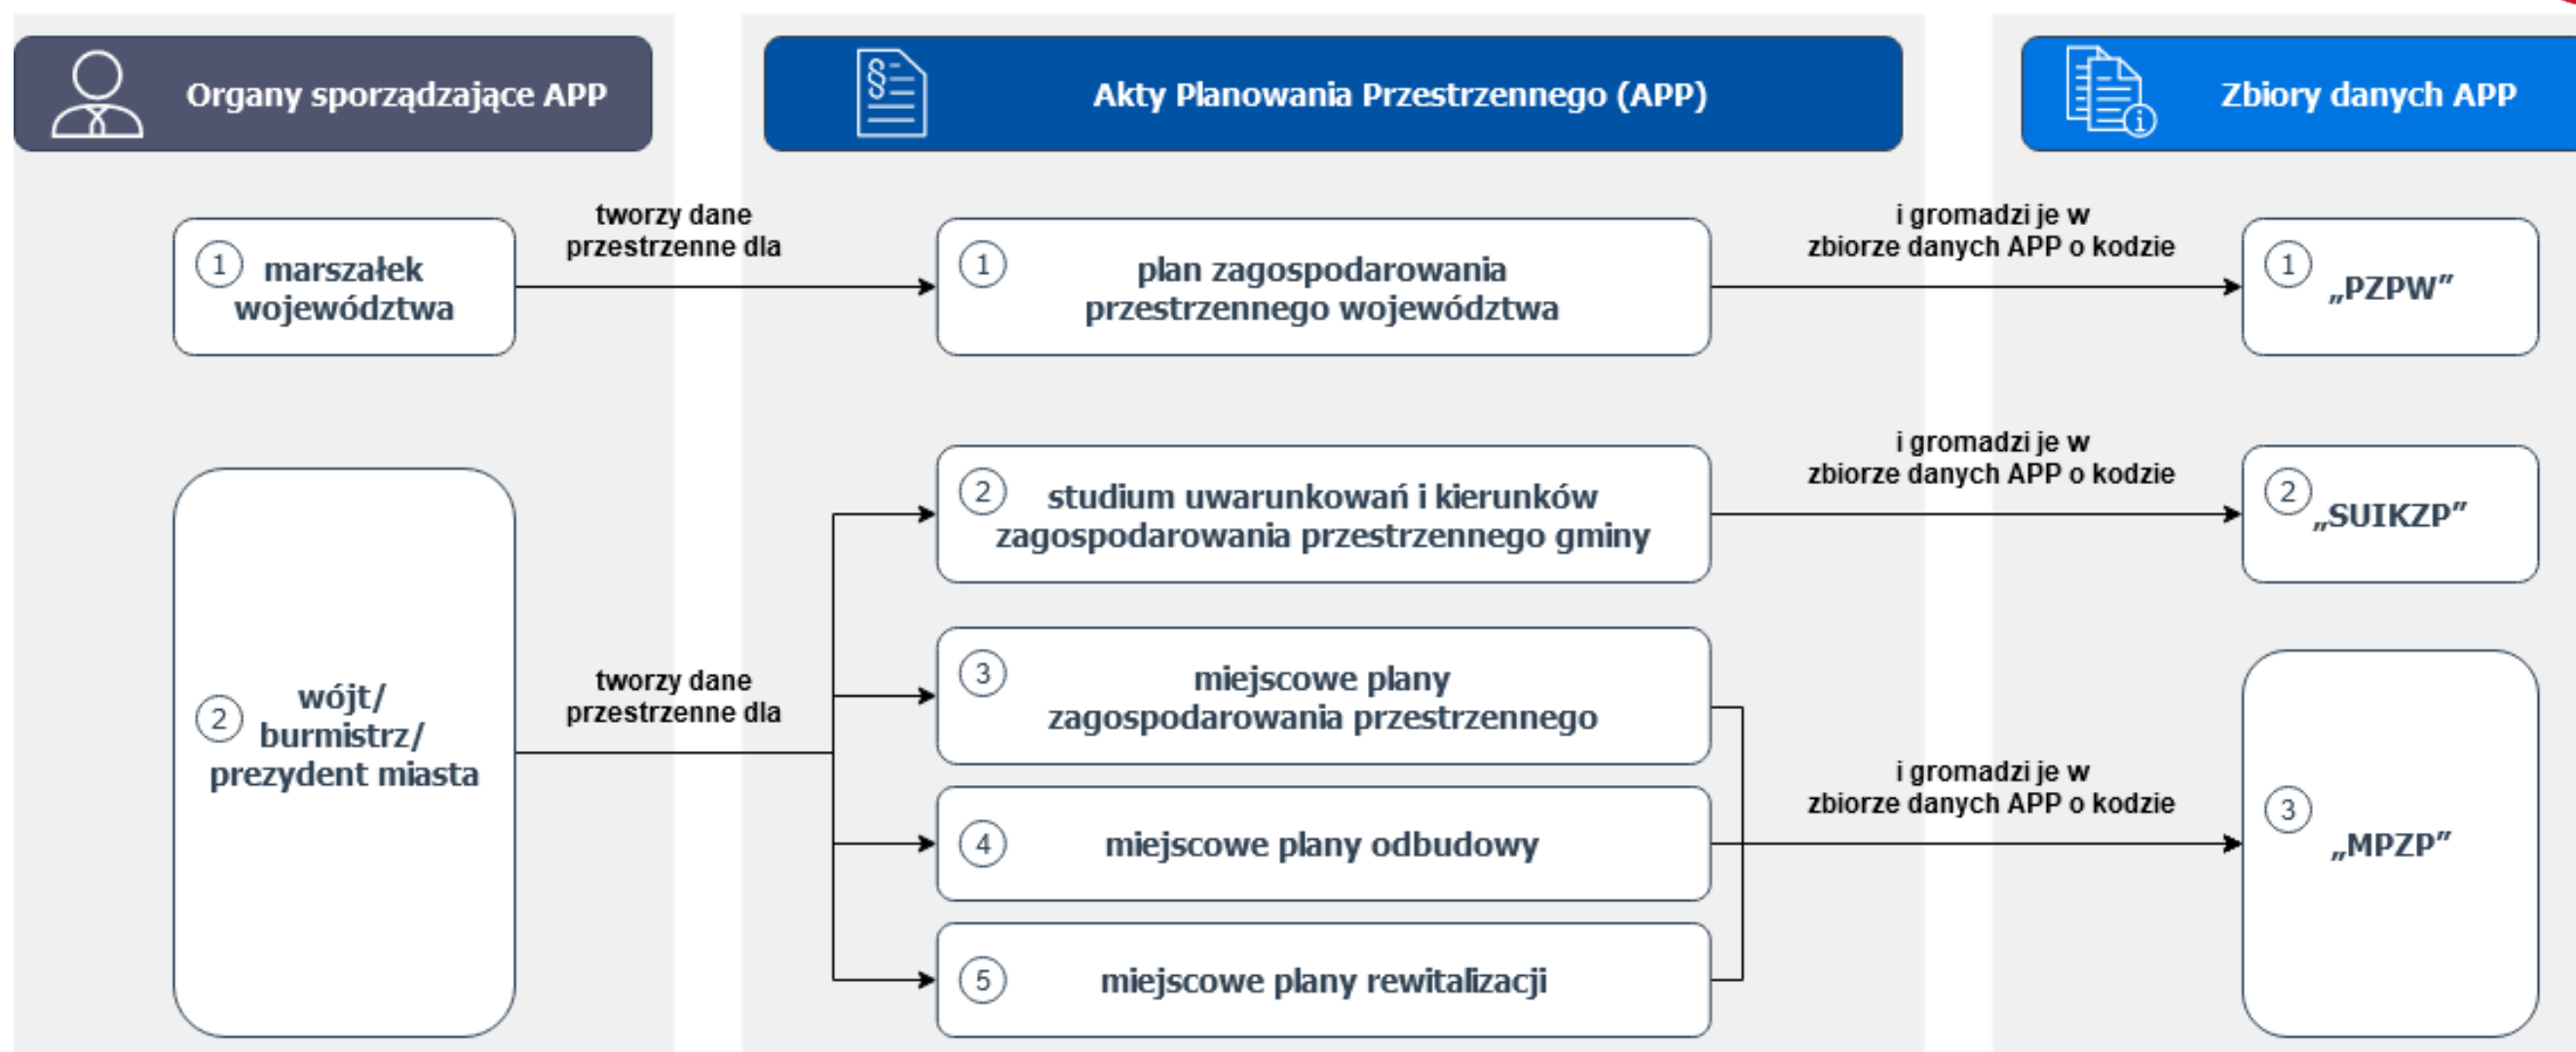 Organy sporządzające APP
Akty Planowania Przestrzennego (APP)
Zbiory danych APP
1
marszałek
województwa
tworzy dane
przestrzenne dla
1
plan zagospodarowania
przestrzennego województwa
i gromadzi je w
zbiorze danych APP o kodzie
1
„PZPW”
2
wójt/
burmistrz/
prezydent miasta
tworzy dane
przestrzenne dla
2
studium uwarunkowań i kierunków
zagospodarowania przestrzennego gminy
i gromadzi je w
zbiorze danych APP o kodzie
2
„SUIKZP”
3
miejscowe plany
zagospodarowania przestrzennego
4
miejscowe plany odbudowy
5
miejscowe plany rewitalizacji
i gromadzi je w
zbiorze danych APP o kodzie
3
„MPZP”